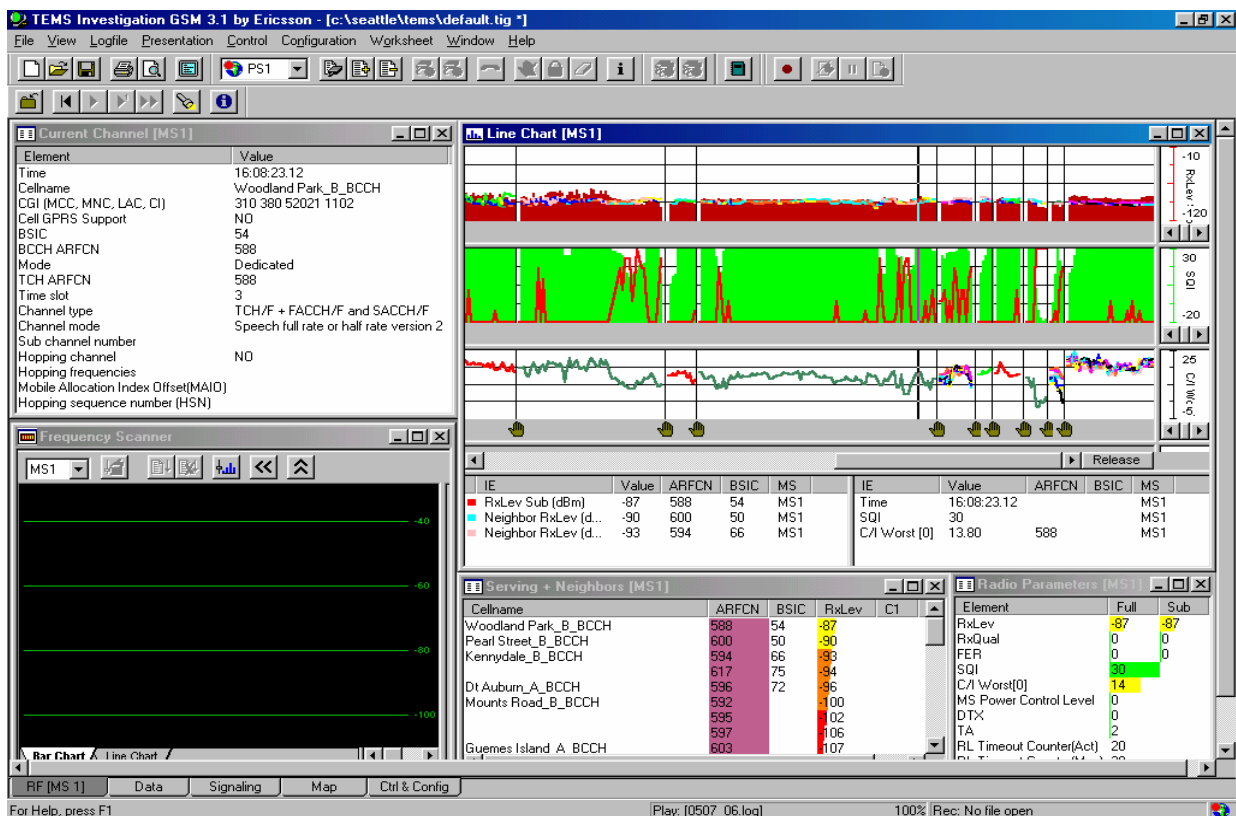 TEMS Investigation GSM 3.1 by Ericsson - [c:\seattle\tems\default.tig *]
File View Logfile Presentation Control Configuration Worksheet Window Help
PS1
Current Channel [MS1]
Element Value
Time 16:08:23.12
Cellname Woodland Park_B_BCCH
CGI (MCC, MNC, LAC, CI) 310 380 52021 1102
Cell GPRS Support NO
BSIC 54
BCCH ARFCN 588
Mode Dedicated
TCH ARFCN 588
Time slot 3
Channel type TCH/F + FACCH/F and SACCH/F
Channel mode Speech full rate or half rate version 2
Sub channel number
Hopping channel NO
Hopping frequencies
Mobile Allocation Index Offset(MAIO)
Hopping sequence number (HSN)
Line Chart [MS1]
-10
RxLev
-120
30
SQI
-20
25
C/I Wc
-5
Release
IE Value ARFCN BSIC MS
RxLev Sub (dBm) -87 588 54 MS1
Neighbor RxLev (d... -90 600 50 MS1
Neighbor RxLev (d... -93 594 66 MS1
IE Value ARFCN BSIC MS
Time 16:08:23.12 MS1
SQI 30 MS1
C/I Worst [0] 13.80 588 MS1
Frequency Scanner
MS1
-40
-60
-80
-100
Bar Chart Line Chart
Serving + Neighbors [MS1]
Cellname ARFCN BSIC RxLev C1
Woodland Park_B_BCCH 588 54 -87
Pearl Street_B_BCCH 600 50 -90
Kennydale_B_BCCH 594 66 -93
617 75 -94
Dt Auburn_A_BCCH 596 72 -96
Mounts Road_B_BCCH 592 -100
595 -102
597 -106
Guemes Island_A_BCCH 603 -107
Radio Parameters [MS1]
Element Full Sub
RxLev -87 -87
RxQual 0 0
FER 0 0
SQI 30
C/I Worst[0] 14
MS Power Control Level 0
DTX 0
TA 2
RL Timeout Counter(Act) 20
RF [MS 1] Data Signaling Map Ctrl & Config
For Help, press F1
Play: [0507_06.log]
100%
Rec: No file open